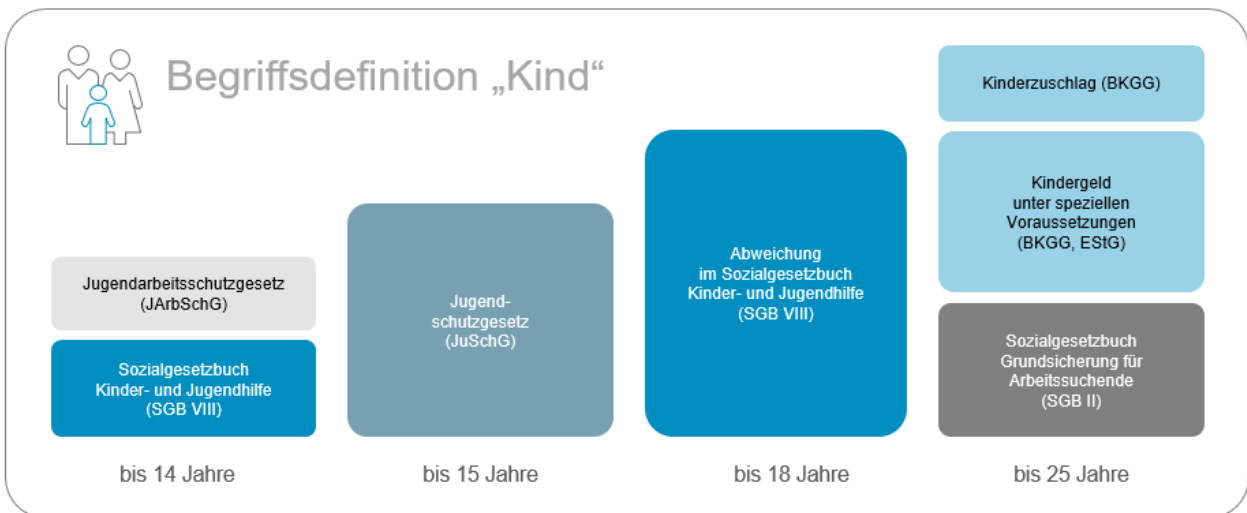 Begriffsdefinition „Kind“
Jugendarbeitsschutzgesetz
(JArbSchG)
Sozialgesetzbuch
Kinder- und Jugendhilfe
(SGB VIII)
bis 14 Jahre
Jugend-
schutzgesetz
(JuSchG)
bis 15 Jahre
Abweichung
im Sozialgesetzbuch
Kinder- und Jugendhilfe
(SGB VIII)
bis 18 Jahre
Kinderzuschlag (BKGG)
Kindergeld
unter speziellen
Voraussetzungen
(BKGG, EStG)
Sozialgesetzbuch
Grundsicherung für
Arbeitssuchende
(SGB II)
bis 25 Jahre